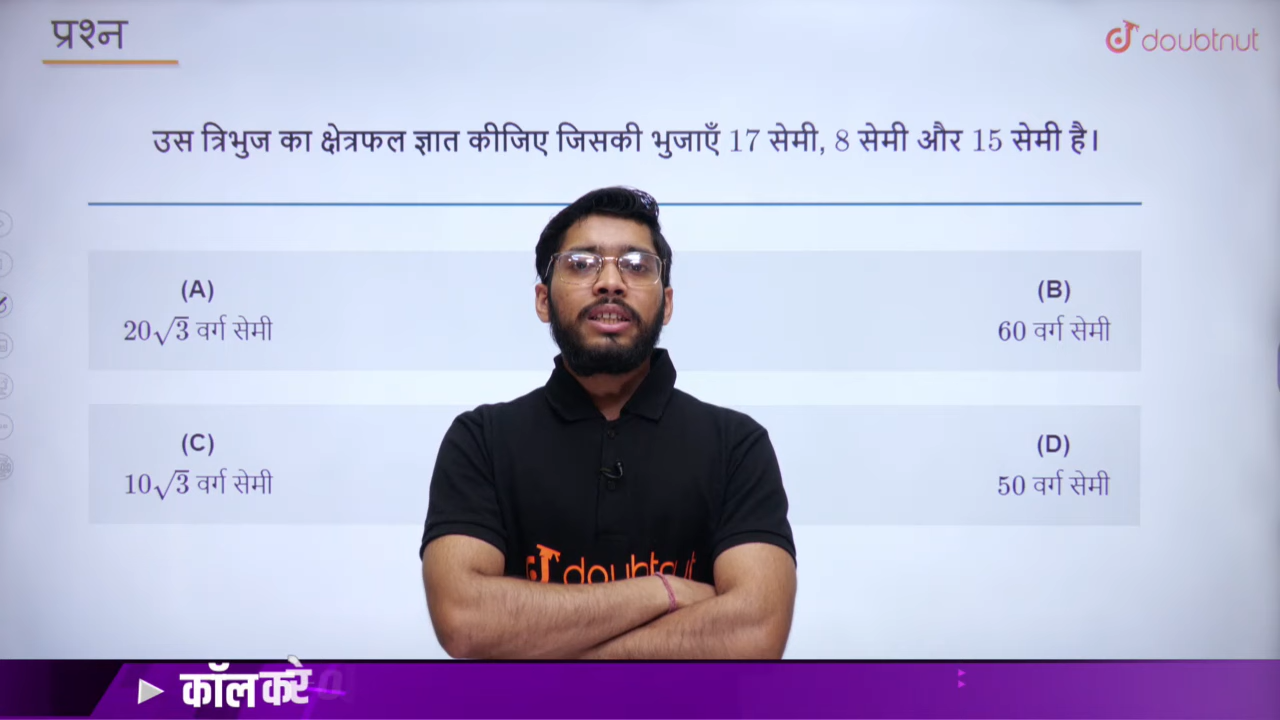 प्रश्न
doubtnut
उस त्रिभुज का क्षेत्रफल ज्ञात कीजिए जिसकी भुजाएँ 17 सेमी, 8 सेमी और 15 सेमी है।
(A)
20√3 वर्ग सेमी
(B)
60 वर्ग सेमी
(C)
10√3 वर्ग सेमी
(D)
50 वर्ग सेमी
doubtnut
कॉल करे